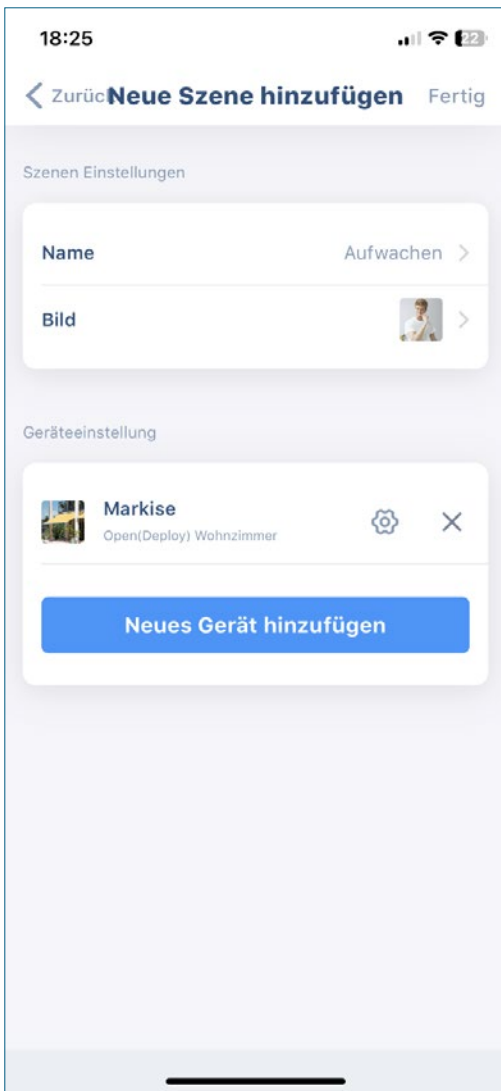 18:25
22
Zurüc Neue Szene hinzufügen Fertig
Szenen Einstellungen
Name Aufwachen
Bild
Geräteeinstellung
Markise
Open(Deploy) Wohnzimmer
Neues Gerät hinzufügen